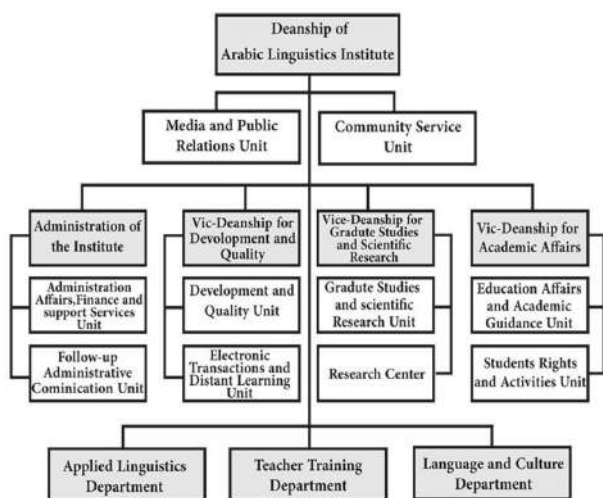 Deanship of
Arabic Linguistics Institute
Media and Public
Relations Unit
Community Service
Unit
Administration of
the Institute
Vic-Deanship for
Development and
Quality
Vice-Deanship for
Gradute Studies
and Scientific
Research
Vic-Deanship for
Academic Affairs
Administration
Affairs,Finance and
support Services
Unit
Development and
Quality Unit
Gradute Studies
and scientific
Research Unit
Education Affairs
and Academic
Guidance Unit
Follow-up
Administrative
Cominication Unit
Electronic
Transactions and
Distant Learning
Unit
Research Center
Students Rights
and Activities Unit
Applied Linguistics
Department
Teacher Training
Department
Language and Culture
Department